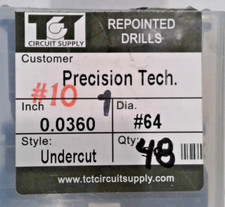 TCT
CIRCUIT SUPPLY
REPOINTED
DRILLS
Customer
Precision Tech.
#10 9
Inch Dia.
0.0360 #64
Style: Qty:
Undercut 48
www.tctcircuitsupply.com